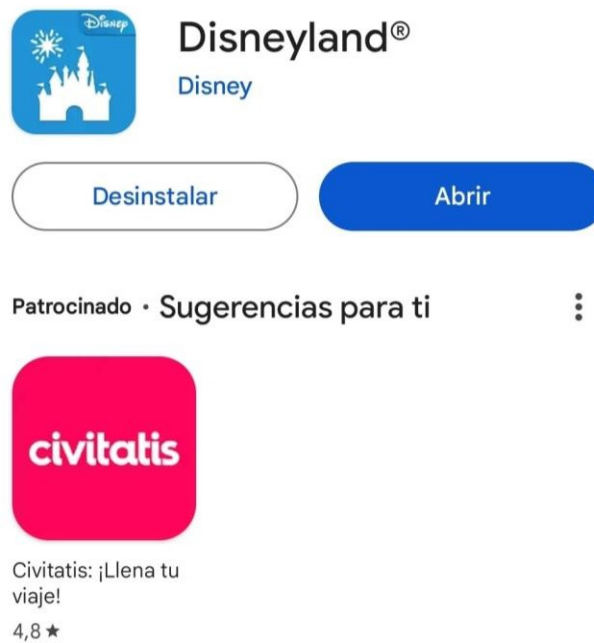 Disney
Disneyland®
Disney
Desinstalar
Abrir
Patrocinado • Sugerencias para ti
civitatis
Civitatis: ¡Llena tu
viaje!
4,8★